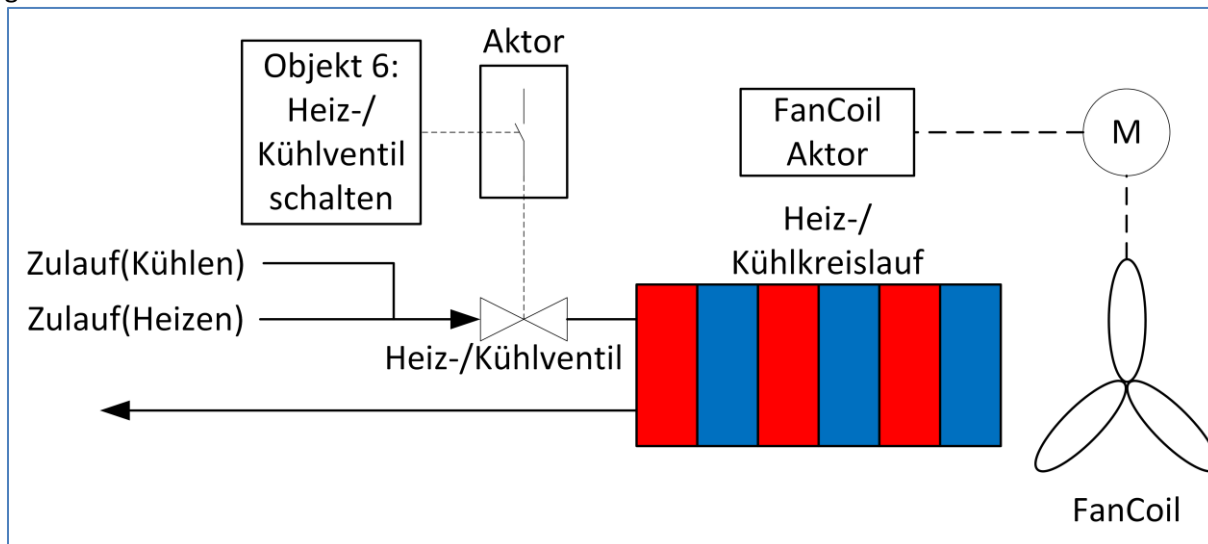 Objekt 6:
Heiz-/
Kühlventil
schalten
Aktor
FanCoil
Aktor
M
Heiz-/
Kühlkreislauf
Zulauf(Kühlen)
Zulauf(Heizen)
Heiz-/Kühlventil
FanCoil